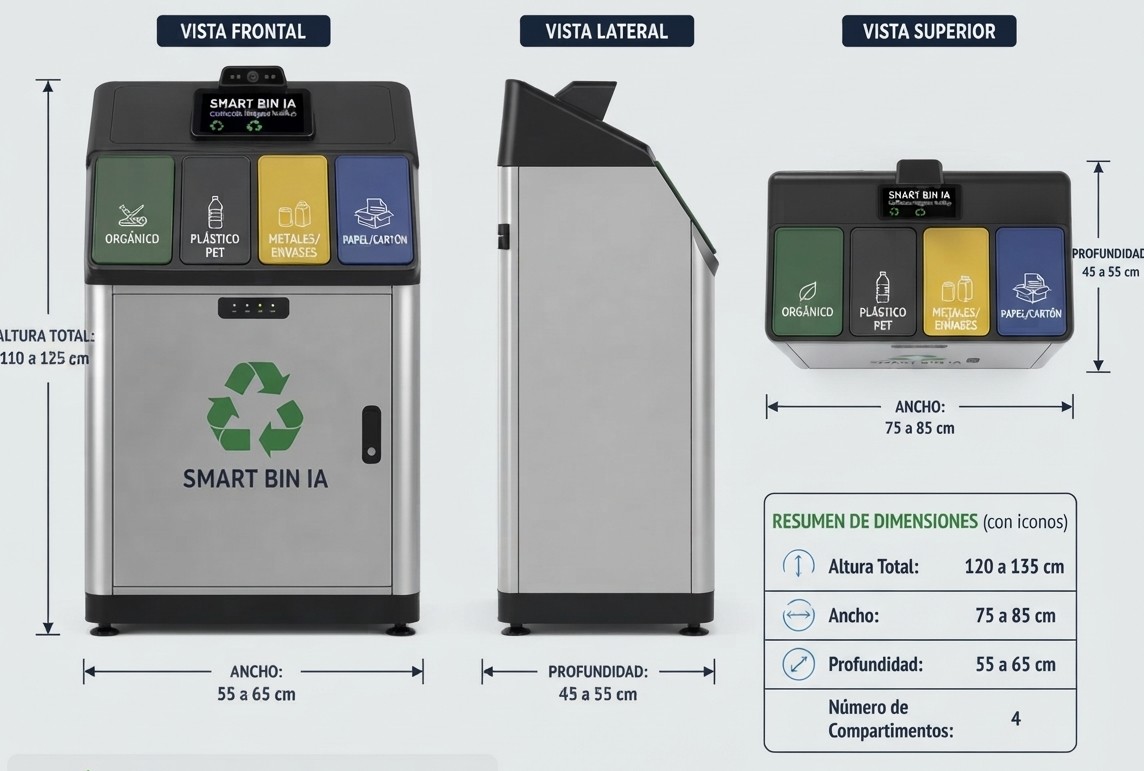 VISTA FRONTAL
VISTA LATERAL
VISTA SUPERIOR
SMART BIN IA
ORGÁNICO
PLÁSTICO
PET
METALES/
ENVASES
PAPEL/CARTÓN
ALTURA TOTAL:
110 a 125 cm
SMART BIN IA
ANCHO:
55 a 65 cm
PROFUNDIDAD:
45 a 55 cm
SMART BIN IA
ORGÁNICO
PLÁSTICO
PET
METALES/
ENVASES
PAPEL/CARTÓN
PROFUNDIDAD
45 a 55 cm
ANCHO:
75 a 85 cm
SMART BIN IA
RESUMEN DE DIMENSIONES (con iconos)
Altura Total: 120 a 135 cm
Ancho: 75 a 85 cm
Profundidad: 55 a 65 cm
Número de
Compartimentos: 4